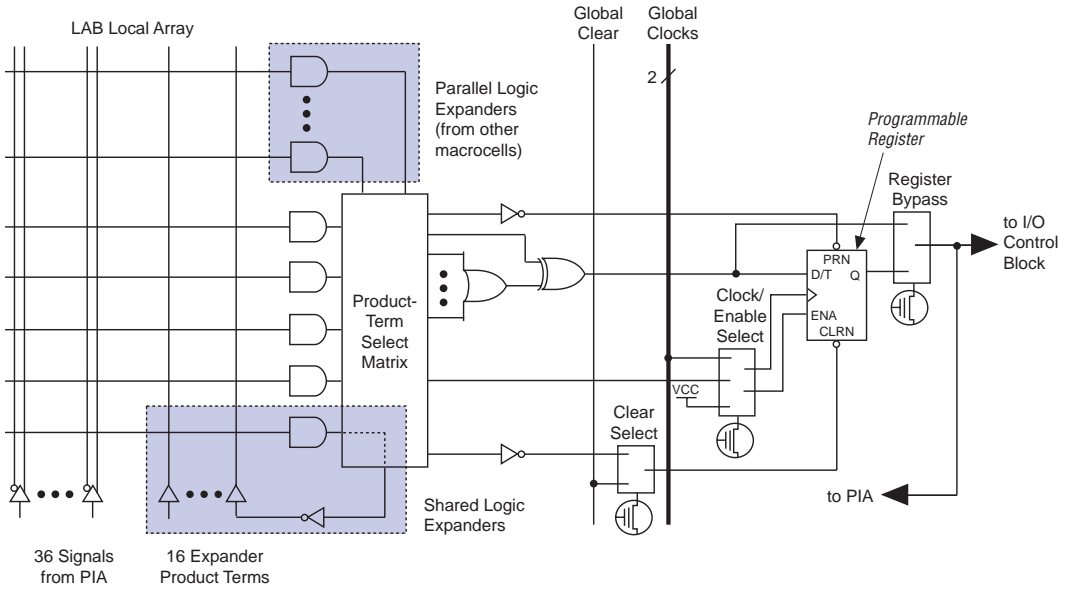 LAB Local Array
Global
Clear
Global
Clocks
2
Parallel Logic
Expanders
(from other
macrocells)
Programmable
Register
Register
Bypass
to I/O
Control
Block
PRN
D/T
Q
ENA
CLRN
Clock/
Enable
Select
Product-
Term
Select
Matrix
VCC
Clear
Select
to PIA
Shared Logic
Expanders
36 Signals
from PIA
16 Expander
Product Terms